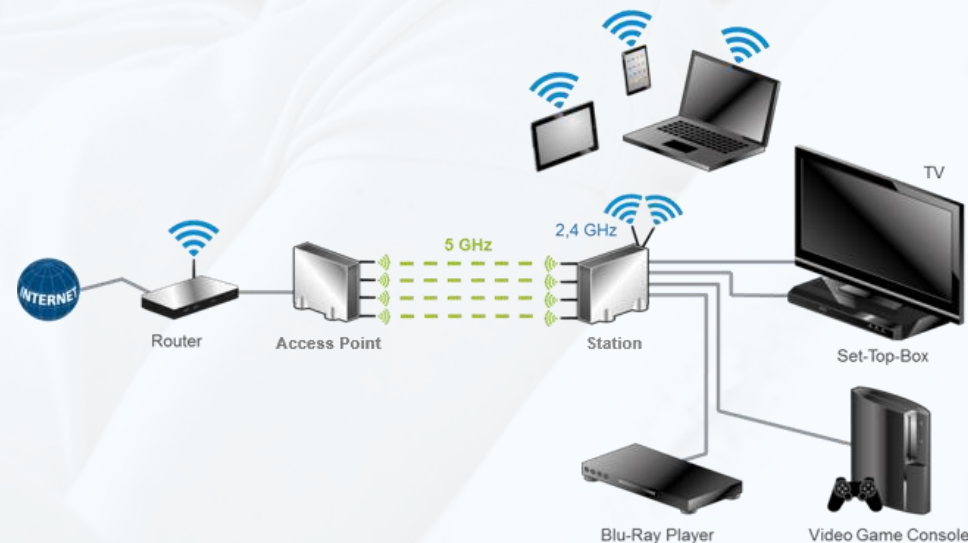 TV
2,4 GHz
5 GHz
INTERNET
Router
Access Point
Station
Set-Top-Box
Blu-Ray Player
Video Game Console